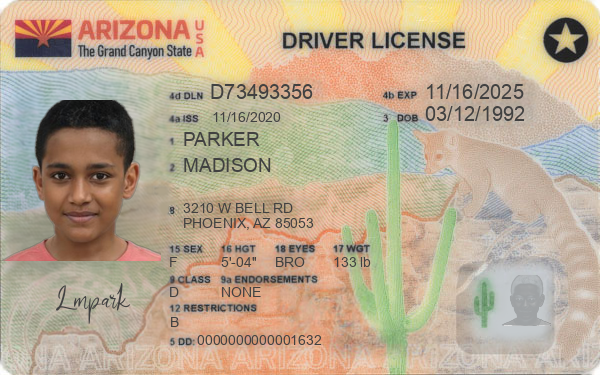 ARIZONA USA
The Grand Canyon State
DRIVER LICENSE
4d DLN D73493356
4b EXP 11/16/2025
4a ISS 11/16/2020
3 DOB 03/12/1992
1 PARKER
2 MADISON
8 3210 W BELL RD
PHOENIX, AZ 85053
15 SEX 16 HGT 18 EYES 17 WGT
F 5'-04" BRO 133 lb
9 CLASS 9a ENDORSEMENTS
D NONE
12 RESTRICTIONS
B
Lmpark
5 DD: 0000000000001632
ARIZONA ARIZONA ARIZONA ARIZONA